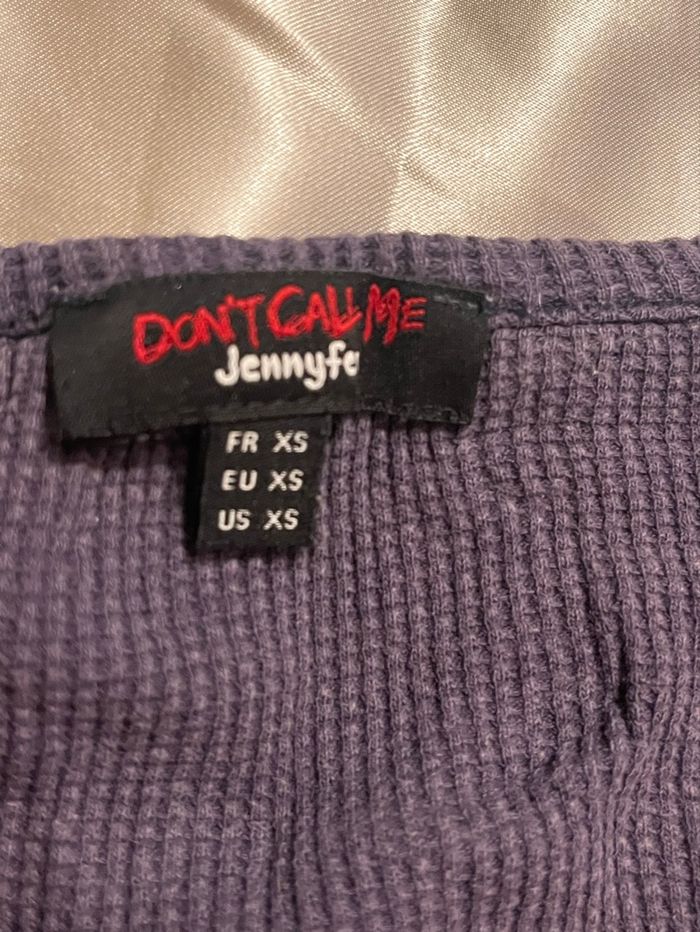 DON'T CALL ME
Jennyfe
FR XS
EU XS
US XS